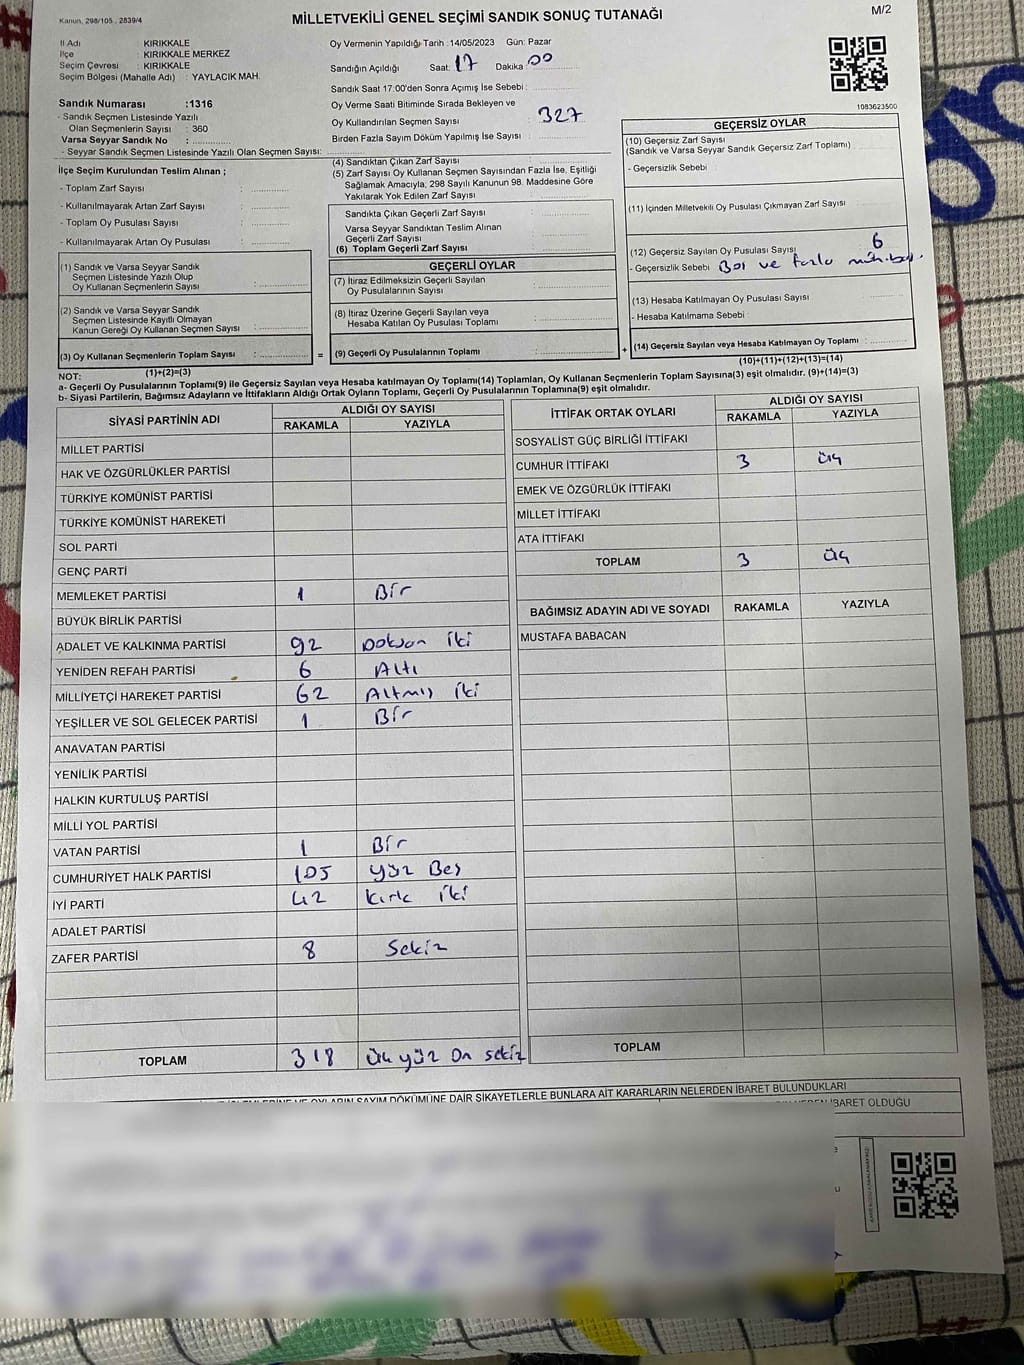 Kanun, 298/105 , 2839/4
MİLLETVEKİLİ GENEL SEÇİMİ SANDIK SONUÇ TUTANAĞI
M/2
İl Adı KIRIKKALE
İlçe KIRIKKALE MERKEZ
Seçim Çevresi : KIRIKKALE
Seçim Bölgesi (Mahalle Adı) : YAYLACIK MAH.
Sandık Numarası :1316
- Sandık Seçmen Listesinde Yazılı
Olan Seçmenlerin Sayısı : 360
Varsa Seyyar Sandık No :
- Seyyar Sandık Seçmen Listesinde Yazılı Olan Seçmen Sayısı:
Oy Vermenin Yapıldığı Tarih : 14/05/2023 Gün: Pazar
Sandığın Açıldığı Saat: 17 Dakika 00
Sandık Saat 17.00'den Sonra Açımış İse Sebebi :
Oy Verme Saati Bitiminde Sırada Bekleyen ve
Oy Kullandırılan Seçmen Sayısı : 327
Birden Fazla Sayım Döküm Yapılmış İse Sayısı :
1083623500
İlçe Seçim Kurulundan Teslim Alınan ;
- Toplam Zarf Sayısı :
- Kullanılmayarak Artan Zarf Sayısı :
- Toplam Oy Pusulası Sayısı :
- Kullanılmayarak Artan Oy Pusulası :
(4) Sandıktan Çıkan Zarf Sayısı
(5) Zarf Sayısı Oy Kullanan Seçmen Sayısından Fazla İse, Eşitliği
Sağlamak Amacıyla, 298 Sayılı Kanunun 98. Maddesine Göre
Yakılarak Yok Edilen Zarf Sayısı
Sandıkta Çıkan Geçerli Zarf Sayısı
Varsa Seyyar Sandıktan Teslim Alınan
Geçerli Zarf Sayısı
(6) Toplam Geçerli Zarf Sayısı
GEÇERSİZ OYLAR
(10) Geçersiz Zarf Sayısı
(Sandık ve Varsa Seyyar Sandık Geçersiz Zarf Toplamı)
- Geçersizlik Sebebi
(11) İçinden Milletvekili Oy Pusulası Çıkmayan Zarf Sayısı
(12) Geçersiz Sayılan Oy Pusulası Sayısı 6
- Geçersizlik Sebebi Boş ve fazla
(13) Hesaba Katılmayan Oy Pusulası Sayısı
- Hesaba Katılmama Sebebi
(14) Geçersiz Sayılan veya Hesaba Katılmayan Oy Toplamı :
(10)+(11)+(12)+(13)=(14)
(1) Sandık ve Varsa Seyyar Sandık
Seçmen Listesinde Yazılı Olup
Oy Kullanan Seçmenlerin Sayısı :
(2) Sandık ve Varsa Seyyar Sandık
Seçmen Listesinde Kayıtlı Olmayan
Kanun Gereği Oy Kullanan Seçmen Sayısı :
(3) Oy Kullanan Seçmenlerin Toplam Sayısı :
(1)+(2)=(3)
=
GEÇERLİ OYLAR
(7) İtiraz Edilmeksizin Geçerli Sayılan
Oy Pusulalarının Sayısı
(8) İtiraz Üzerine Geçerli Sayılan veya
Hesaba Katılan Oy Pusulası Toplamı
(9) Geçerli Oy Pusulalarının Toplamı
+
NOT:
a- Geçerli Oy Pusulalarının Toplamı(9) ile Geçersiz Sayılan veya Hesaba katılmayan Oy Toplamı(14) Toplamları, Oy Kullanan Seçmenlerin Toplam Sayısına(3) eşit olmalıdır. (9)+(14)=(3)
b- Siyasi Partilerin, Bağımsız Adayların ve İttifakların Aldığı Ortak Oyların Toplamı, Geçerli Oy Pusulalarının Toplamına(9) eşit olmalıdır.
SİYASİ PARTİNİN ADI ALDIĞI OY SAYISI
RAKAMLA YAZIYLA
MİLLET PARTİSİ
HAK VE ÖZGÜRLÜKLER PARTİSİ
TÜRKİYE KOMÜNİST PARTİSİ
TÜRKİYE KOMÜNİST HAREKETİ
SOL PARTİ
GENÇ PARTİ
MEMLEKET PARTİSİ 1 Bir
BÜYÜK BİRLİK PARTİSİ
ADALET VE KALKINMA PARTİSİ 92 Doksan iki
YENİDEN REFAH PARTİSİ 6 Altı
MİLLİYETÇİ HAREKET PARTİSİ 62 Altmış iki
YEŞİLLER VE SOL GELECEK PARTİSİ 1 Bir
ANAVATAN PARTİSİ
YENİLİK PARTİSİ
HALKIN KURTULUŞ PARTİSİ
MİLLİ YOL PARTİSİ
VATAN PARTİSİ 1 Bir
CUMHURİYET HALK PARTİSİ 105 yüz Beş
İYİ PARTİ 42 kırk iki
ADALET PARTİSİ
ZAFER PARTİSİ 8 Sekiz
TOPLAM 318 üç yüz on sekiz
İTTİFAK ORTAK OYLARI ALDIĞI OY SAYISI
RAKAMLA YAZIYLA
SOSYALİST GÜÇ BİRLİĞİ İTTİFAKI
CUMHUR İTTİFAKI 3 üç
EMEK VE ÖZGÜRLÜK İTTİFAKI
MİLLET İTTİFAKI
ATA İTTİFAKI
TOPLAM 3 üç
BAĞIMSIZ ADAYIN ADI VE SOYADI RAKAMLA YAZIYLA
MUSTAFA BABACAN
TOPLAM
OYLARIN SAYIM DÖKÜMÜNE DAİR ŞİKAYETLERLE BUNLARA AİT KARARLARIN NELERDEN İBARET BULUNDUKLARI
İBARET OLDUĞU